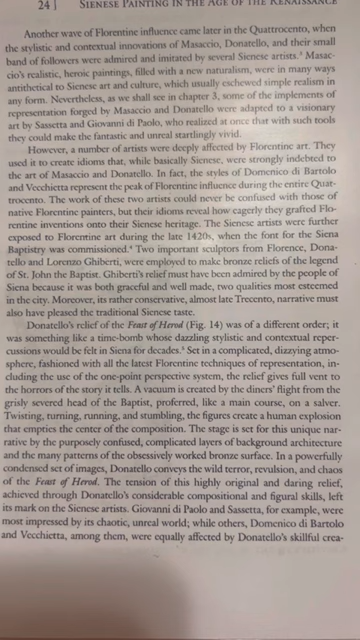 24 | SIENESE PAINTING IN THE AGE OF THE RENAISSANCE
Another wave of Florentine influence came later in the Quattrocento, when
the stylistic and contextual innovations of Masaccio, Donatello, and their small
band of followers were admired and imitated by several Sienese artists.³ Masac-
cio's realistic, heroic paintings, filled with a new naturalism, were in many ways
antithetical to Sienese art and culture, which usually eschewed simple realism in
any form. Nevertheless, as we shall see in chapter 3, some of the implements of
representation forged by Masaccio and Donatello were adapted to a visionary
art by Sassetta and Giovanni di Paolo, who realized at once that with such tools
they could make the fantastic and unreal startlingly vivid.
However, a number of artists were deeply affected by Florentine art. They
used it to create idioms that, while basically Sienese, were strongly indebted to
the art of Masaccio and Donatello. In fact, the styles of Domenico di Bartolo
and Vecchietta represent the peak of Florentine influence during the entire Quat-
trocento. The work of these two artists could never be confused with those of
native Florentine painters, but their idioms reveal how eagerly they grafted Flo-
rentine inventions onto their Sienese heritage. The Sienese artists were further
exposed to Florentine art during the late 1420s, when the font for the Siena
Baptistry was commissioned.⁴ Two important sculptors from Florence, Dona-
tello and Lorenzo Ghiberti, were employed to make bronze reliefs of the legend
of St. John the Baptist. Ghiberti's relief must have been admired by the people of
Siena because it was both graceful and well made, two qualities most esteemed
in the city. Moreover, its rather conservative, almost late Trecento, narrative must
also have pleased the traditional Sienese taste.
Donatello's relief of the Feast of Herod (Fig. 14) was of a different order; it
was something like a time-bomb whose dazzling stylistic and contextual reper-
cussions would be felt in Siena for decades.⁵ Set in a complicated, dizzying atmo-
sphere, fashioned with all the latest Florentine techniques of representation, in-
cluding the use of the one-point perspective system, the relief gives full vent to
the horrors of the story it tells. A vacuum is created by the diners' flight from the
grisly severed head of the Baptist, proferred, like a main course, on a salver.
Twisting, turning, running, and stumbling, the figures create a human explosion
that empties the center of the composition. The stage is set for this unique nar-
rative by the purposely confused, complicated layers of background architecture
and the many patterns of the obsessively worked bronze surface. In a powerfully
condensed set of images, Donatello conveys the wild terror, revulsion, and chaos
of the Feast of Herod. The tension of this highly original and daring relief,
achieved through Donatello's considerable compositional and figural skills, left
its mark on the Sienese artists. Giovanni di Paolo and Sassetta, for example, were
most impressed by its chaotic, unreal world; while others, Domenico di Bartolo
and Vecchietta, among them, were equally affected by Donatello's skillful crea-